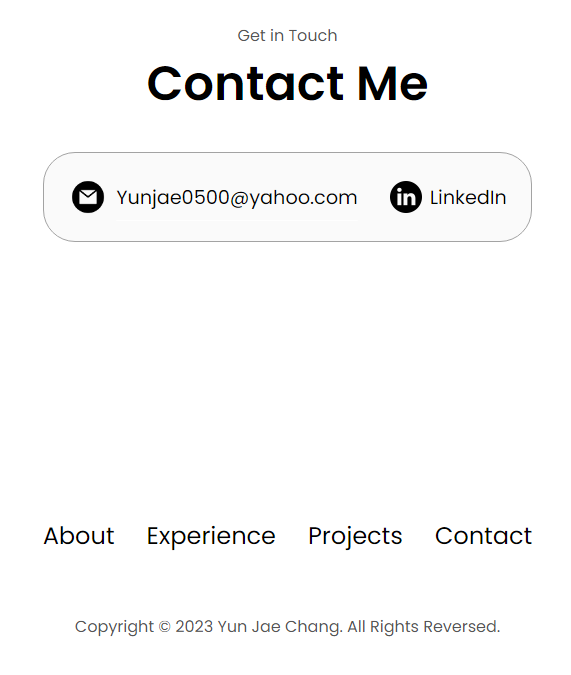 Get in Touch
Contact Me
Yunjae0500@yahoo.com LinkedIn
About Experience Projects Contact
Copyright © 2023 Yun Jae Chang. All Rights Reversed.